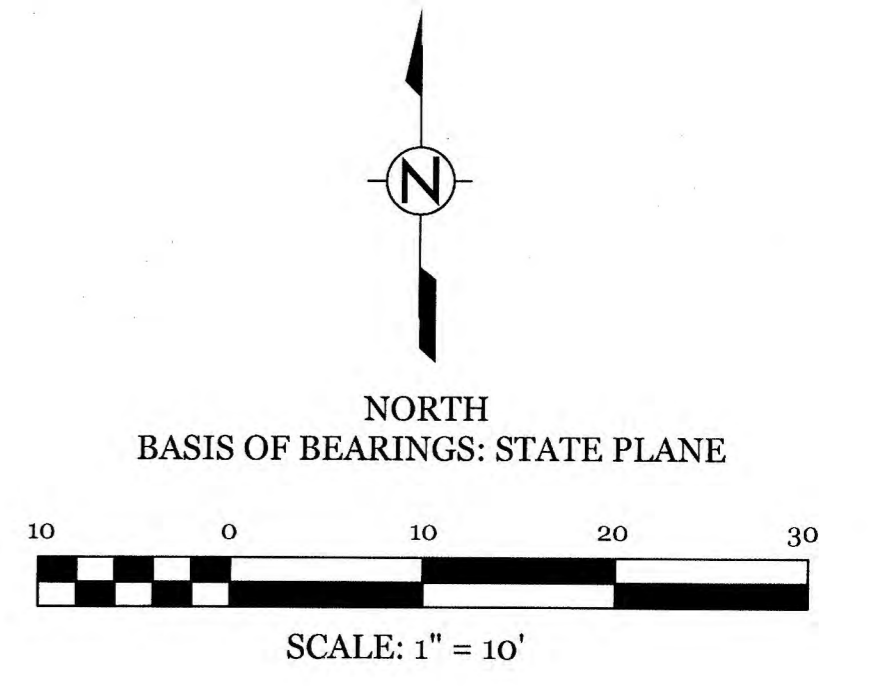 N
NORTH
BASIS OF BEARINGS: STATE PLANE
10 0 10 20 30
SCALE: 1" = 10'